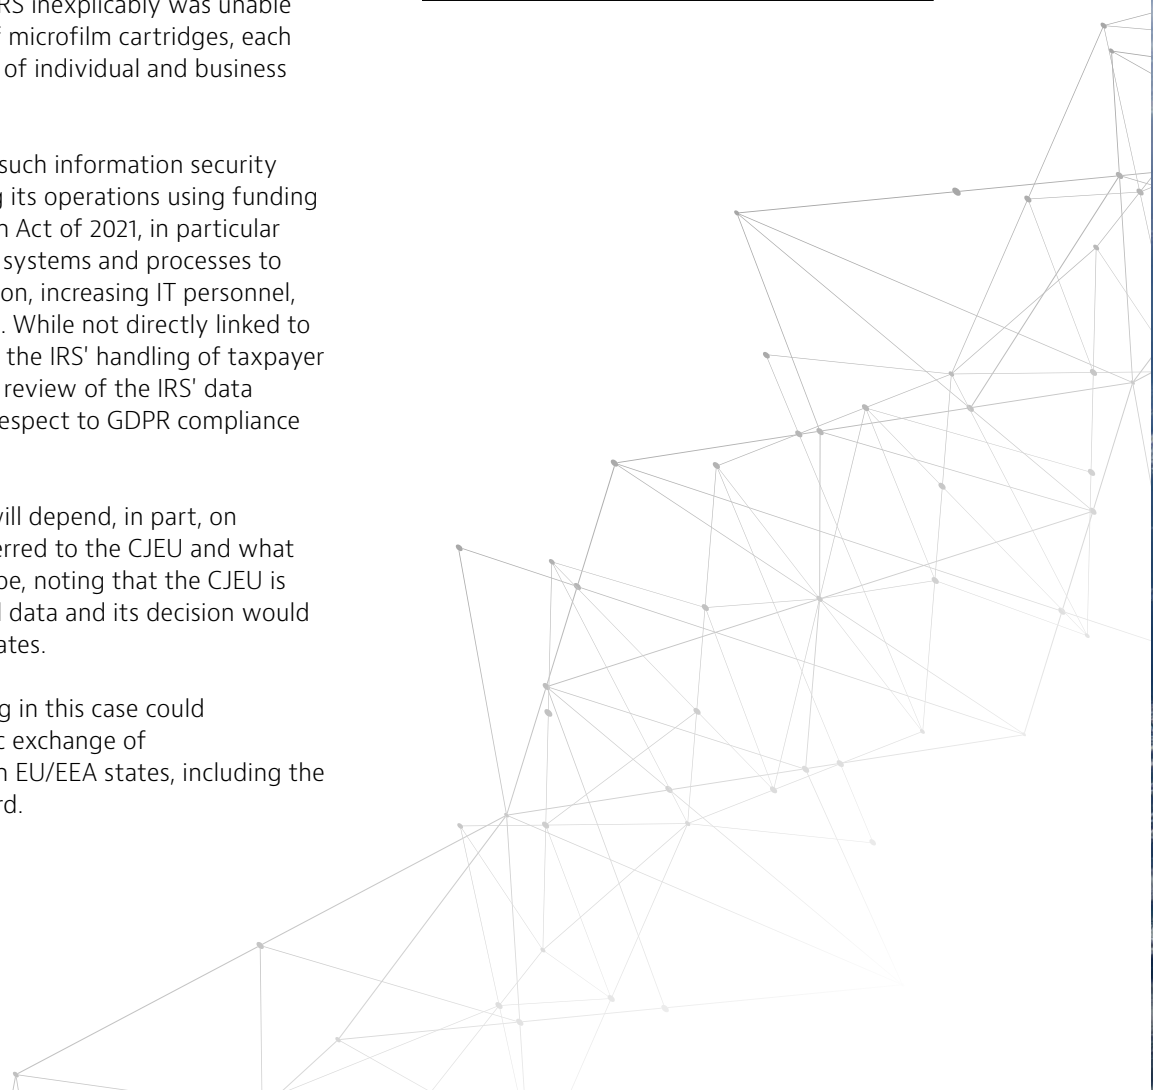 RS inexplicably was unable
f microfilm cartridges, each
of individual and business
such information security
g its operations using funding
n Act of 2021, in particular
systems and processes to
on, increasing IT personnel,
. While not directly linked to
the IRS' handling of taxpayer
review of the IRS' data
espect to GDPR compliance
vill depend, in part, on
erred to the CJEU and what
be, noting that the CJEU is
l data and its decision would
ates.
g in this case could
c exchange of
n EU/EEA states, including the
rd.